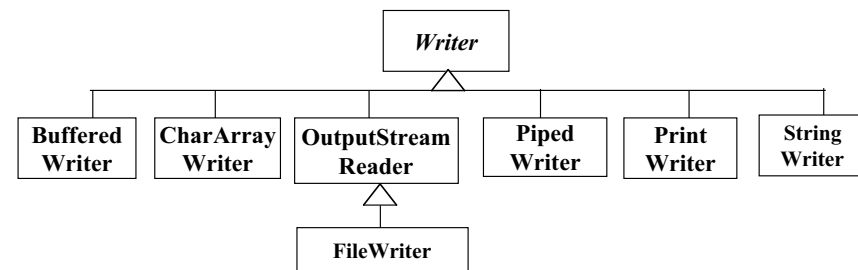 Writer
Buffered
Writer
CharArray
Writer
OutputStream
Reader
Piped
Writer
Print
Writer
String
Writer
FileWriter